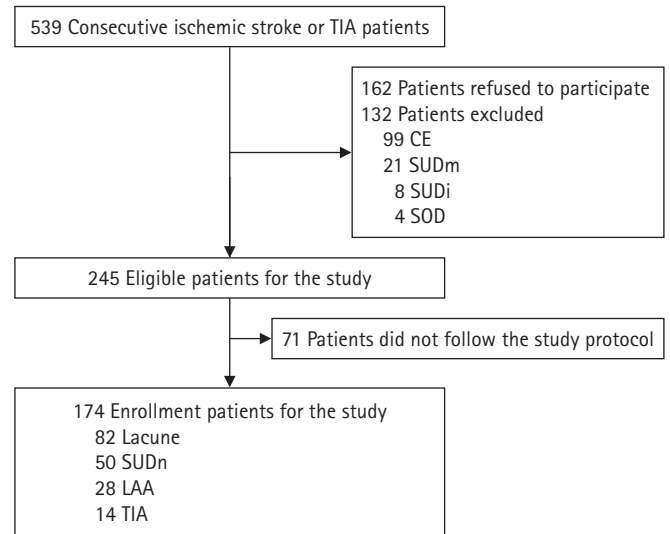 539 Consecutive ischemic stroke or TIA patients
162 Patients refused to participate
132 Patients excluded
99 CE
21 SUDm
8 SUDi
4 SOD
245 Eligible patients for the study
71 Patients did not follow the study protocol
174 Enrollment patients for the study
82 Lacune
50 SUDn
28 LAA
14 TIA